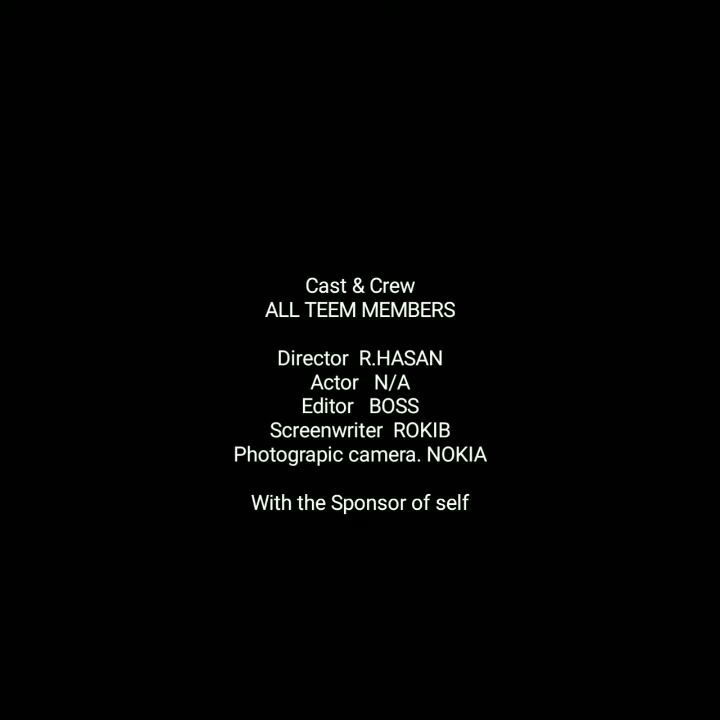 Cast & Crew
ALL TEEM MEMBERS
Director R.HASAN
Actor N/A
Editor BOSS
Screenwriter ROKIB
Photograpic camera. NOKIA
With the Sponsor of self